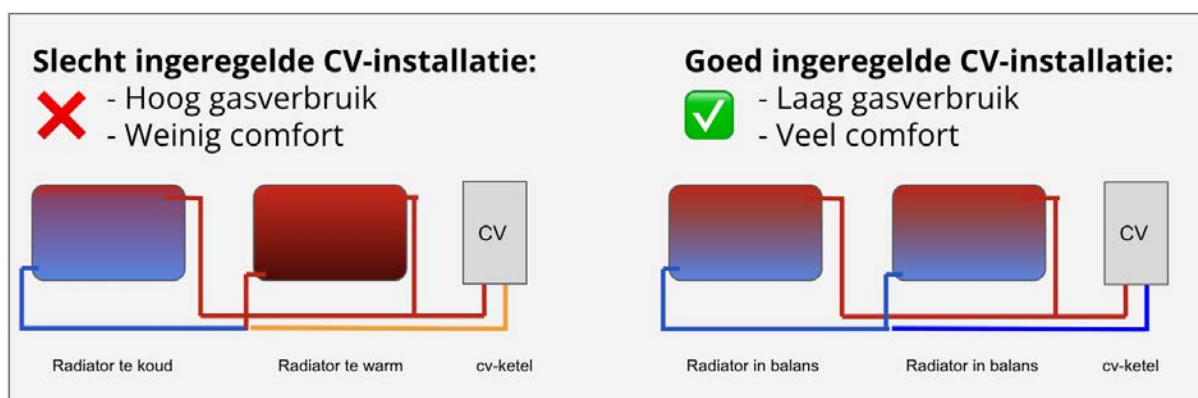 Slecht ingeregelde CV-installatie:
- Hoog gasverbruik
- Weinig comfort
CV
Radiator te koud
Radiator te warm
cv-ketel
Goed ingeregelde CV-installatie:
- Laag gasverbruik
- Veel comfort
CV
Radiator in balans
Radiator in balans
cv-ketel